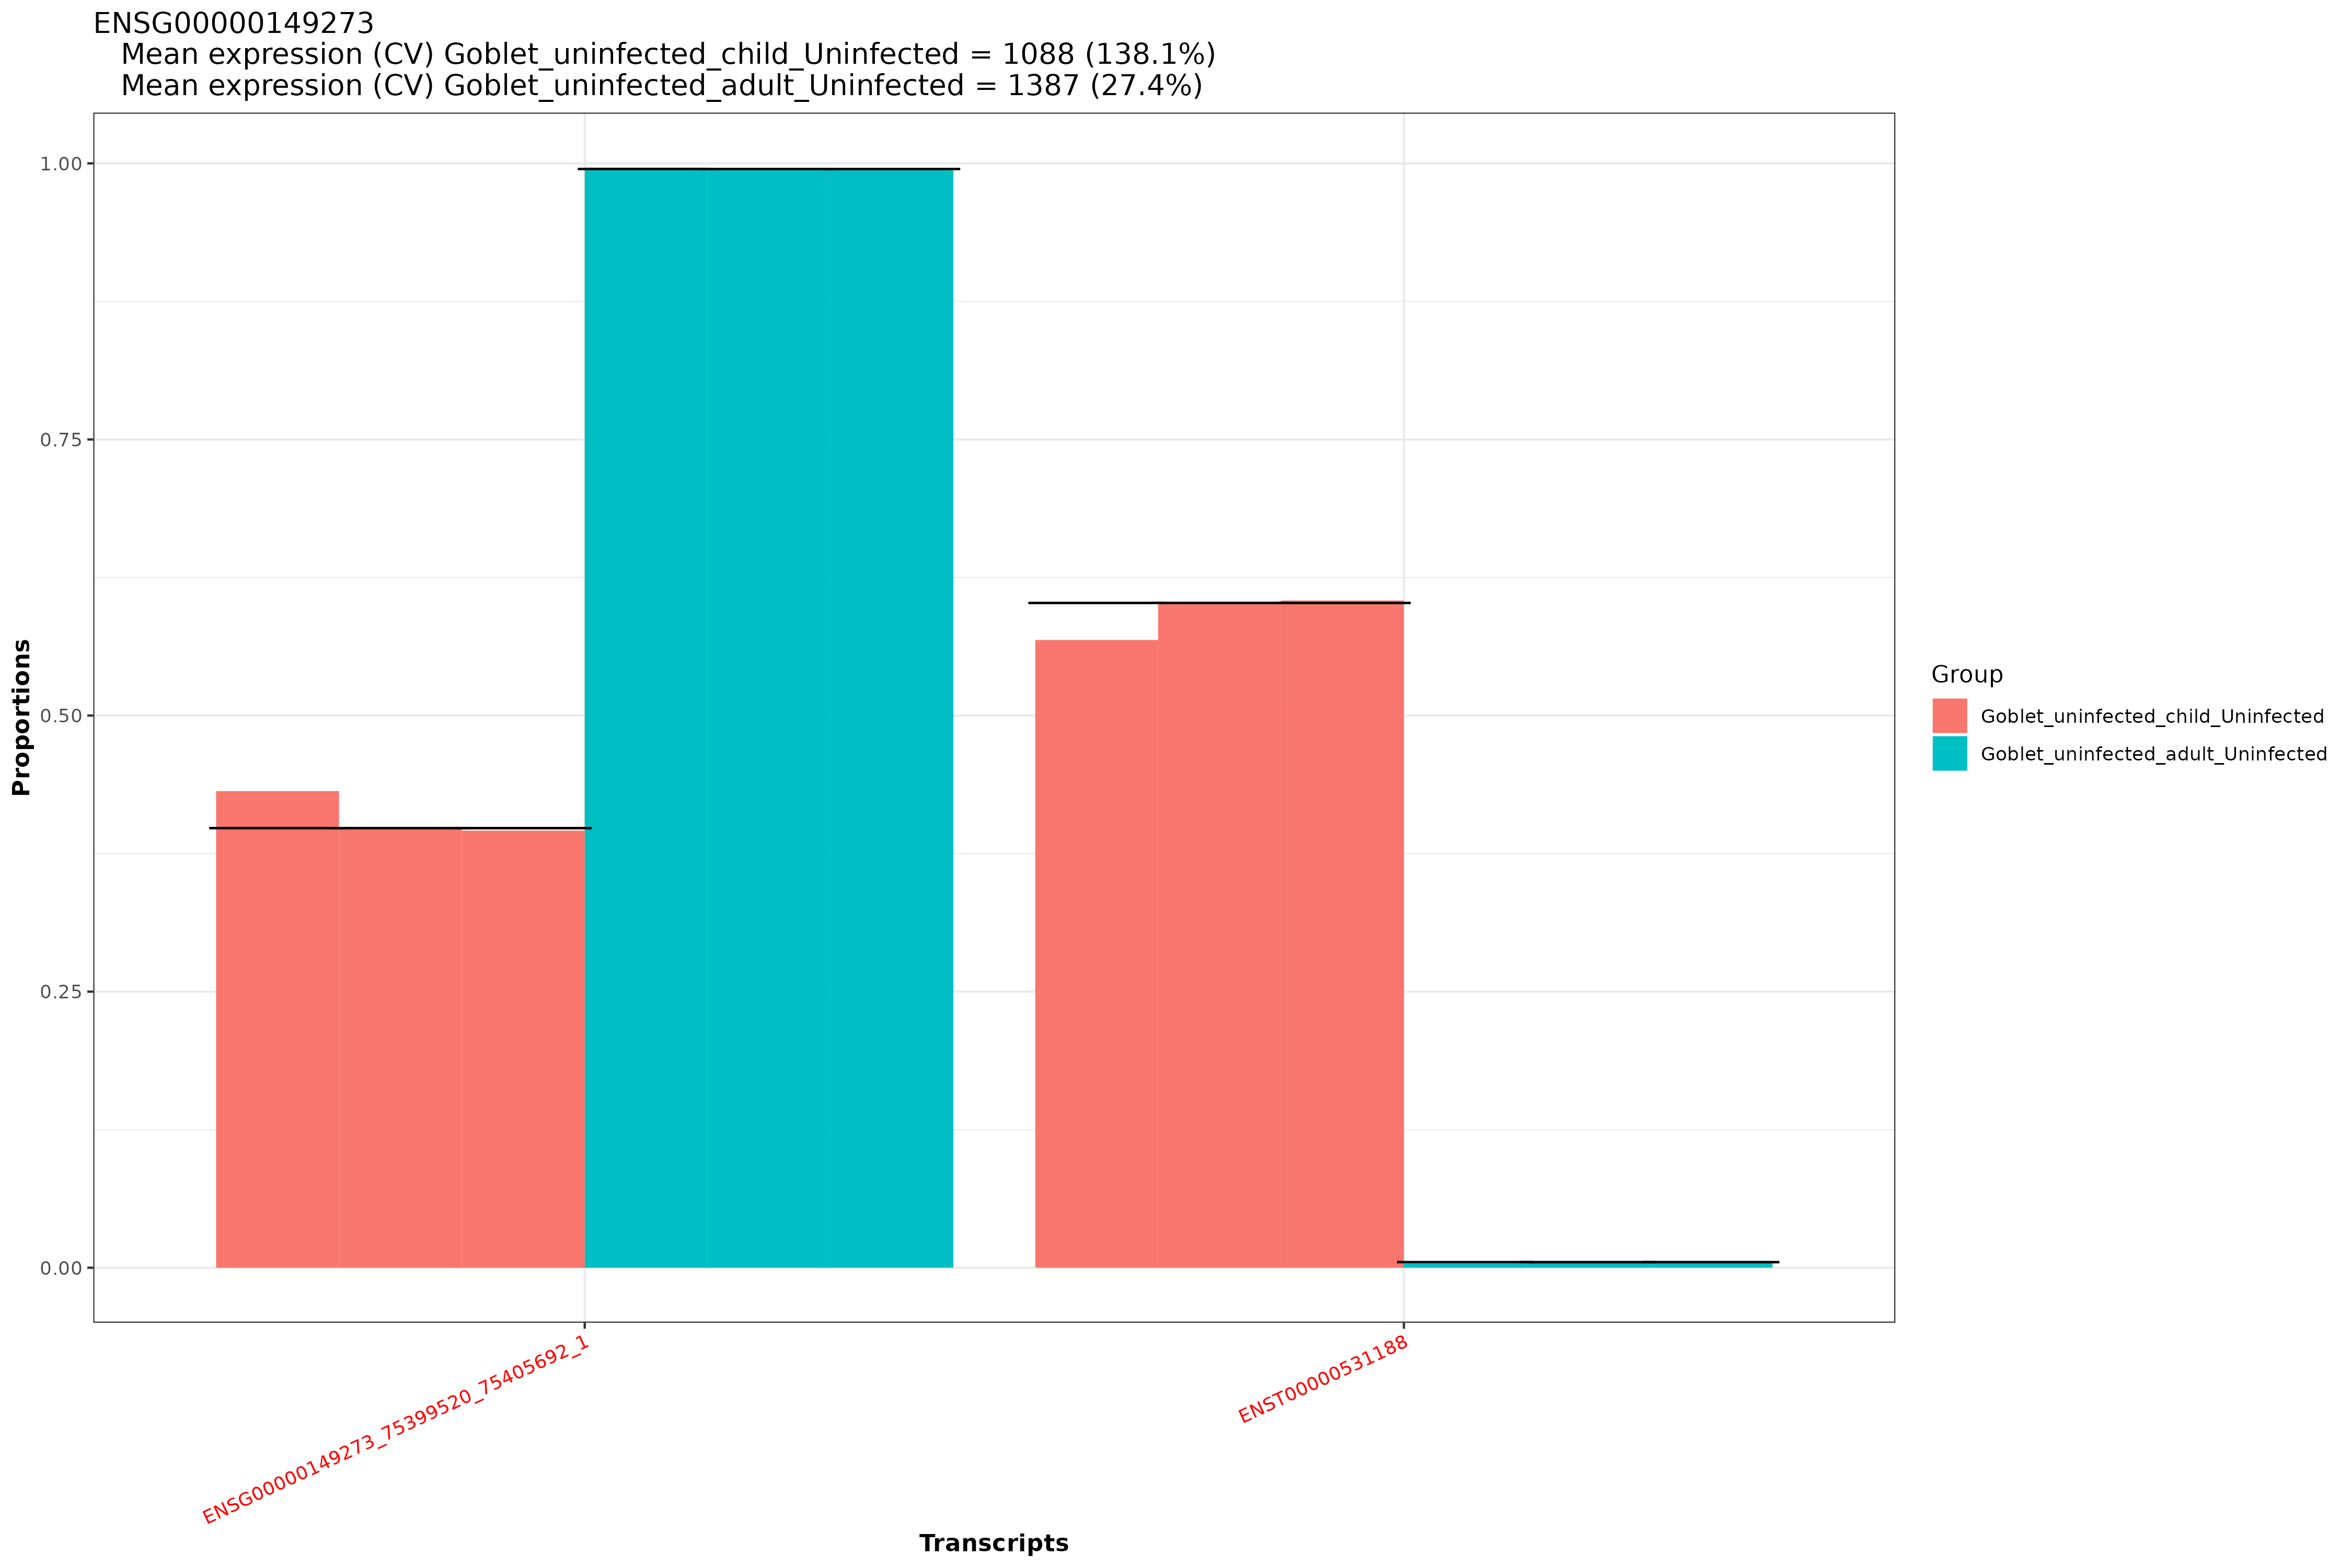 ENSG00000149273
Mean expression (CV) Goblet_uninfected_child_Uninfected = 1088 (138.1%)
Mean expression (CV) Goblet_uninfected_adult_Uninfected = 1387 (27.4%)
1.00
0.75
0.50
0.25
0.00
Proportions
ENSG00000149273_75399520_75405692_1
ENST00000531188
Transcripts
Group
Goblet_uninfected_child_Uninfected
Goblet_uninfected_adult_Uninfected